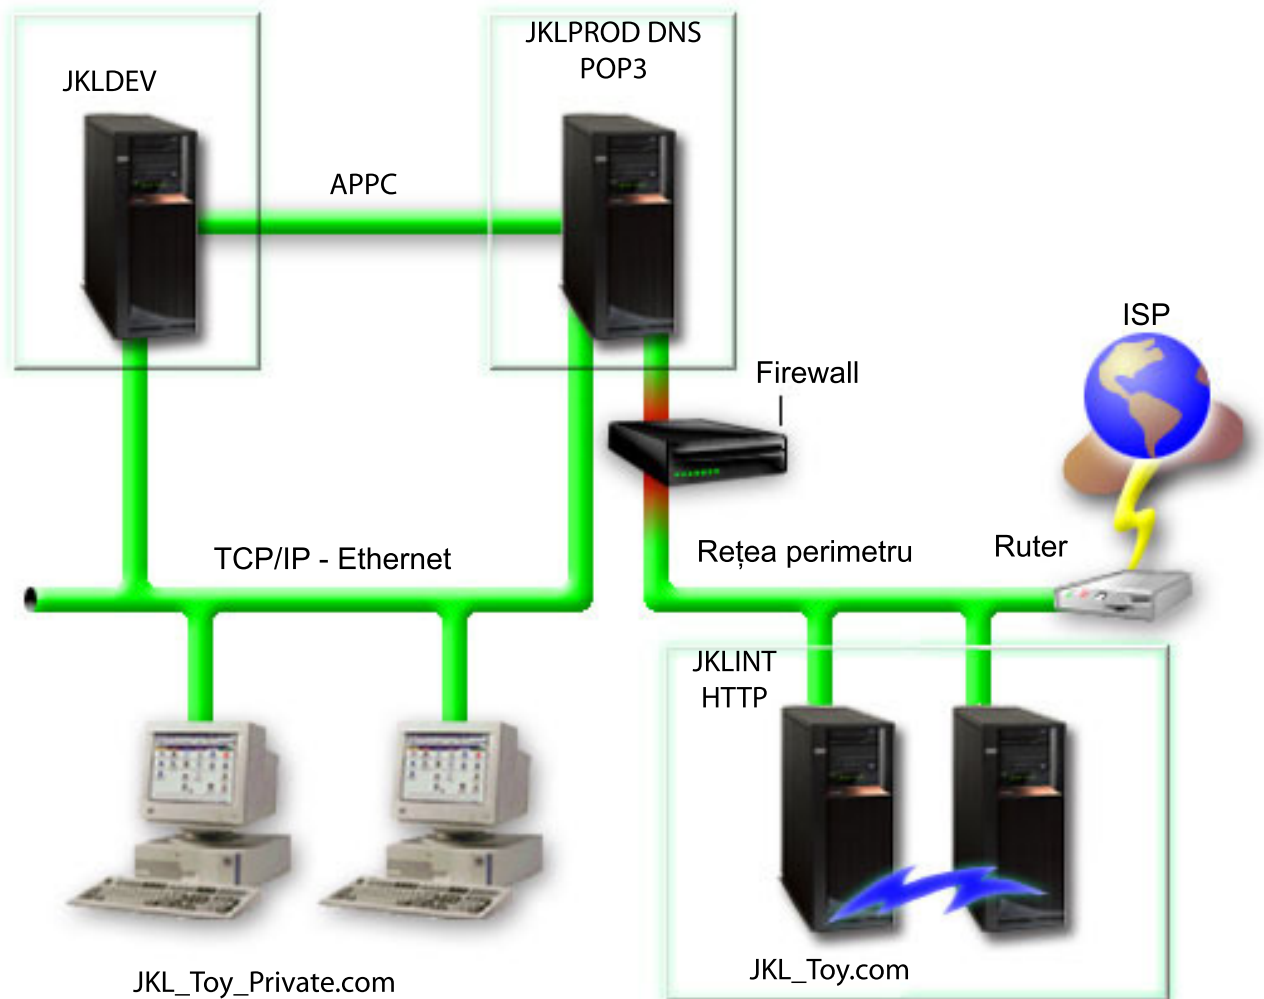 JKLDEV
JKLPROD DNS
POP3
APPC
ISP
Firewall
TCP/IP - Ethernet
Rețea perimetru
Ruter
JKLINT
HTTP
JKL_Toy_Private.com
JKL_Toy.com